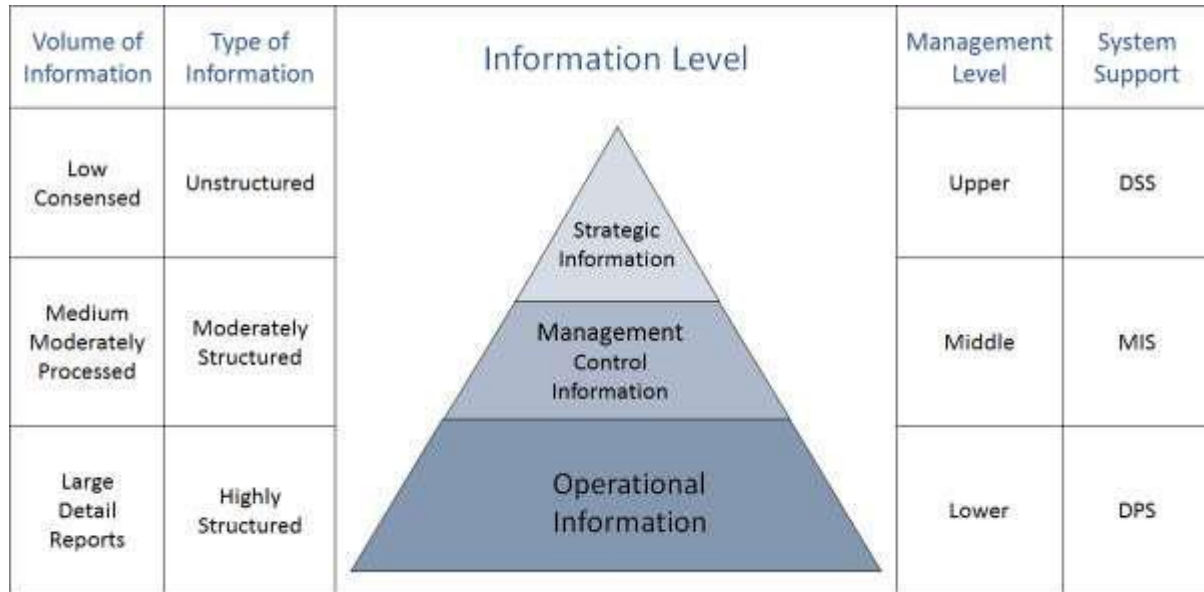 Volume of
Information
Type of
Information
Information Level
Management
Level
System
Support
Low
Consensed
Unstructured
Strategic
Information
Upper
DSS
Medium
Moderately
Processed
Moderately
Structured
Management
Control
Information
Middle
MIS
Large
Detail
Reports
Highly
Structured
Operational
Information
Lower
DPS